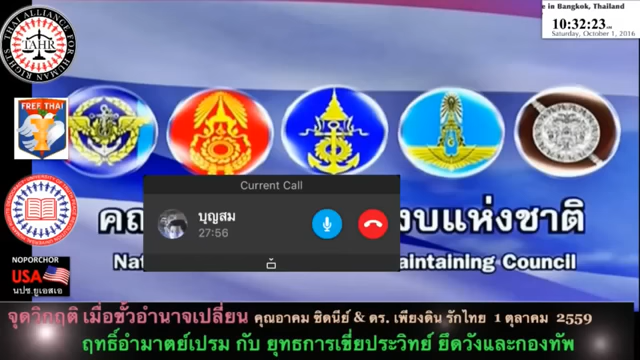 THAI ALLIANCE FOR HUMAN RIGHTS
TAHR
e in Bangkok, Thailand
10:32:23
Saturday, October 1, 2016
FREE THAI
Current Call
บุญสม
27:56
คณ
งบแห่งชาติ
Nat
aintaining Council
NOPORCHOR
USA
นปช.ยูเอสเอ
จุดวิกฤติ เมื่อขั้วอำนาจเปลี่ยน คุณอาคม ซิดนีย์ & ดร. เพียงดิน รักไทย 1 ตุลาคม 2559
ฤทธิ์อำมาตย์เปรม กับ ยุทธการเขี่ยประวิทย์ ยึดวังและกองทัพ